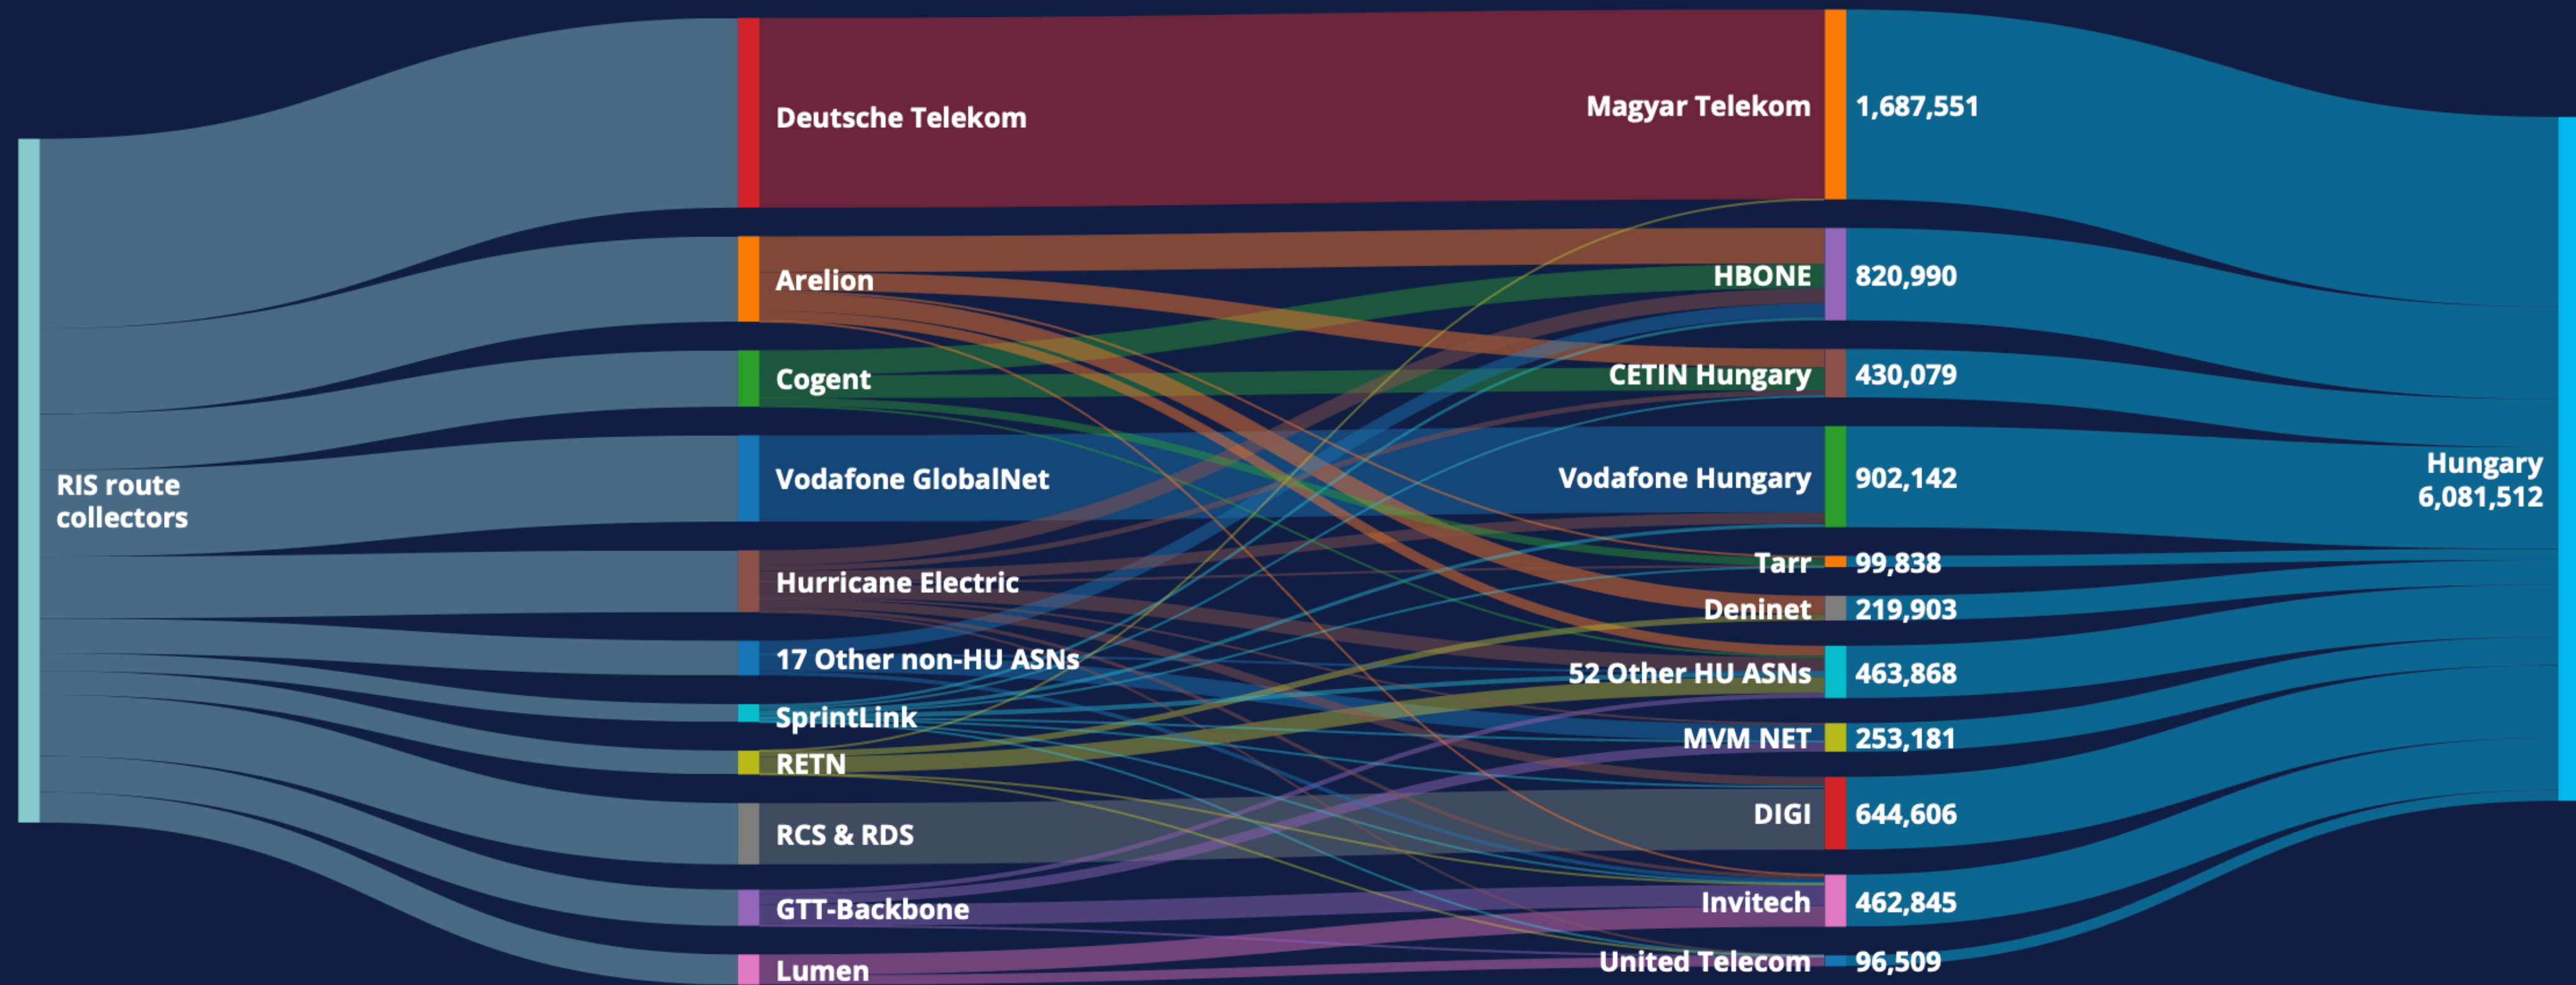 RIS route
collectors
Deutsche Telekom
Arelion
Cogent
Vodafone GlobalNet
Hurricane Electric
17 Other non-HU ASNs
SprintLink
RETN
RCS & RDS
GTT-Backbone
Lumen
Magyar Telekom 1,687,551
HBONE 820,990
CETIN Hungary 430,079
Vodafone Hungary 902,142
Tarr 99,838
Deninet 219,903
52 Other HU ASNs 463,868
MVM NET 253,181
DIGI 644,606
Invitech 462,845
United Telecom 96,509
Hungary
6,081,512